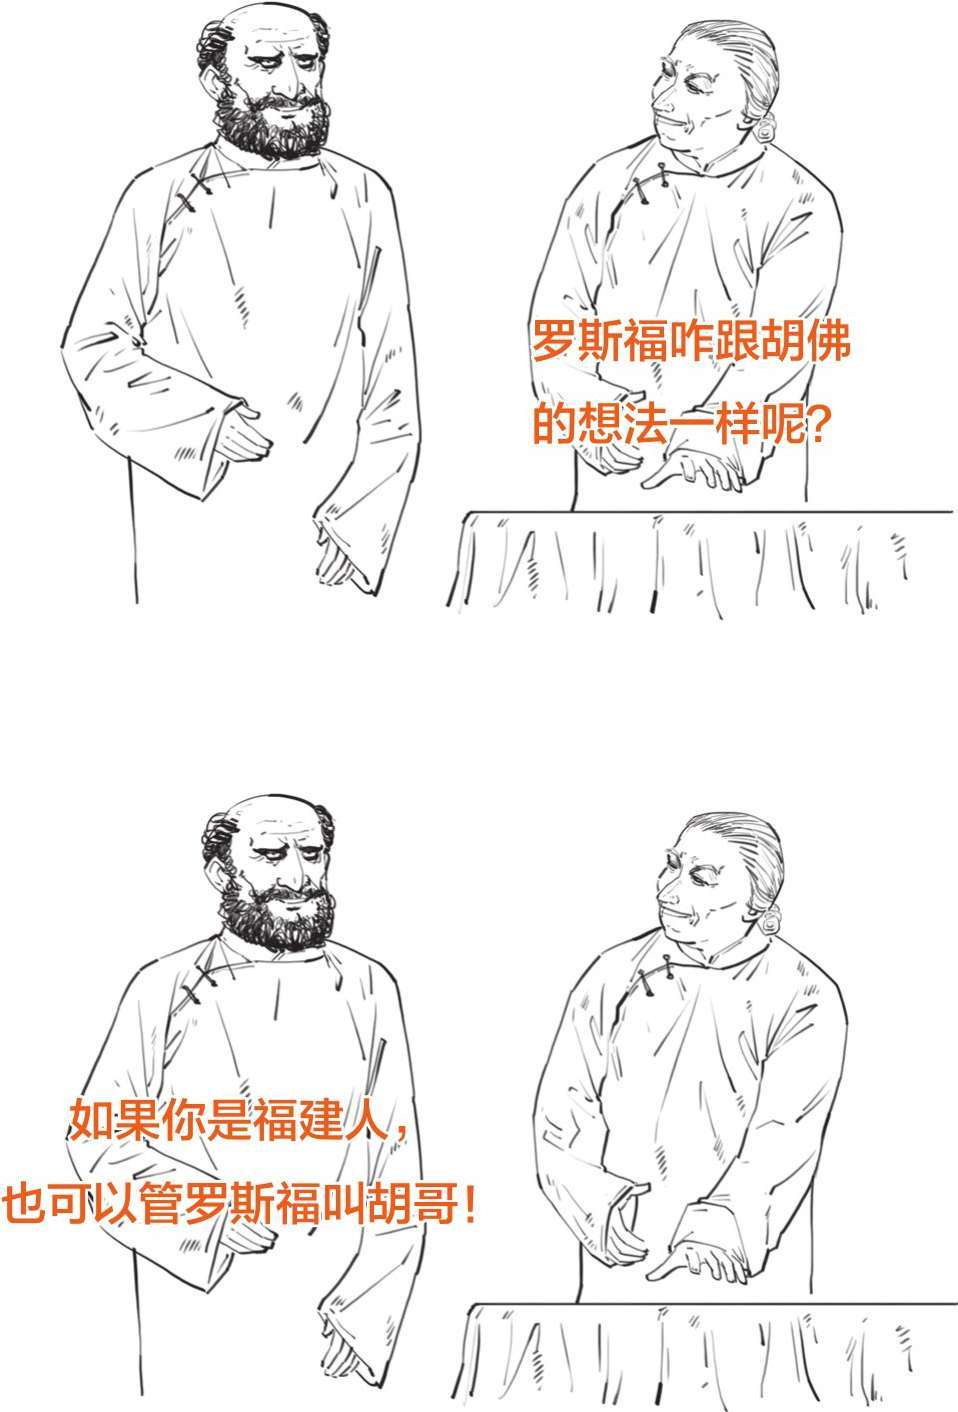 罗斯福咋跟胡佛
的想法一样呢？
如果你是福建人，
也可以管罗斯福叫胡哥！